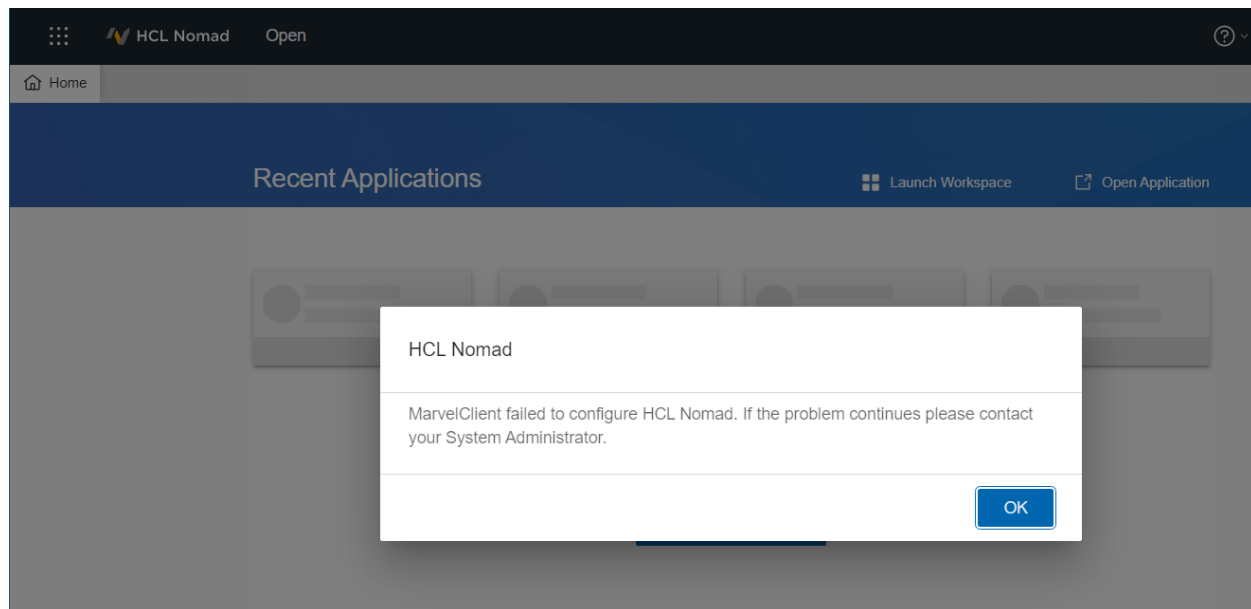 HCL Nomad Open
Home
Recent Applications
Launch Workspace Open Application
HCL Nomad
MarvelClient failed to configure HCL Nomad. If the problem continues please contact
your System Administrator.
OK